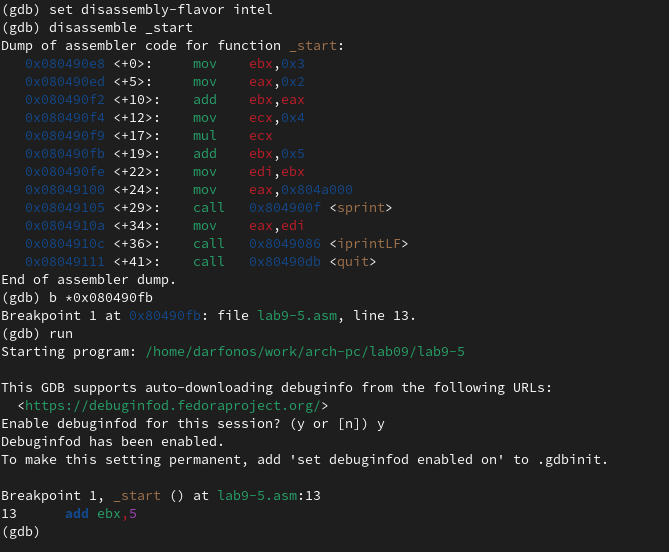 (gdb) set disassembly-flavor intel
(gdb) disassemble _start
Dump of assembler code for function _start:
   0x080490e8 <+0>:     mov    ebx,0x3
   0x080490ed <+5>:     mov    eax,0x2
   0x080490f2 <+10>:    add    ebx,eax
   0x080490f4 <+12>:    mov    ecx,0x4
   0x080490f9 <+17>:    mul    ecx
   0x080490fb <+19>:    add    ebx,0x5
   0x080490fe <+22>:    mov    edi,ebx
   0x08049100 <+24>:    mov    eax,0x804a000
   0x08049105 <+29>:    call   0x804900f <sprint>
   0x0804910a <+34>:    mov    eax,edi
   0x0804910c <+36>:    call   0x8049086 <iprintLF>
   0x08049111 <+41>:    call   0x80490db <quit>
End of assembler dump.
(gdb) b *0x080490fb
Breakpoint 1 at 0x80490fb: file lab9-5.asm, line 13.
(gdb) run
Starting program: /home/darfonos/work/arch-pc/lab09/lab9-5

This GDB supports auto-downloading debuginfo from the following URLs:
  <https://debuginfod.fedoraproject.org/>
Enable debuginfod for this session? (y or [n]) y
Debuginfod has been enabled.
To make this setting permanent, add 'set debuginfod enabled on' to .gdbinit.

Breakpoint 1, _start () at lab9-5.asm:13
13      add ebx,5
(gdb)